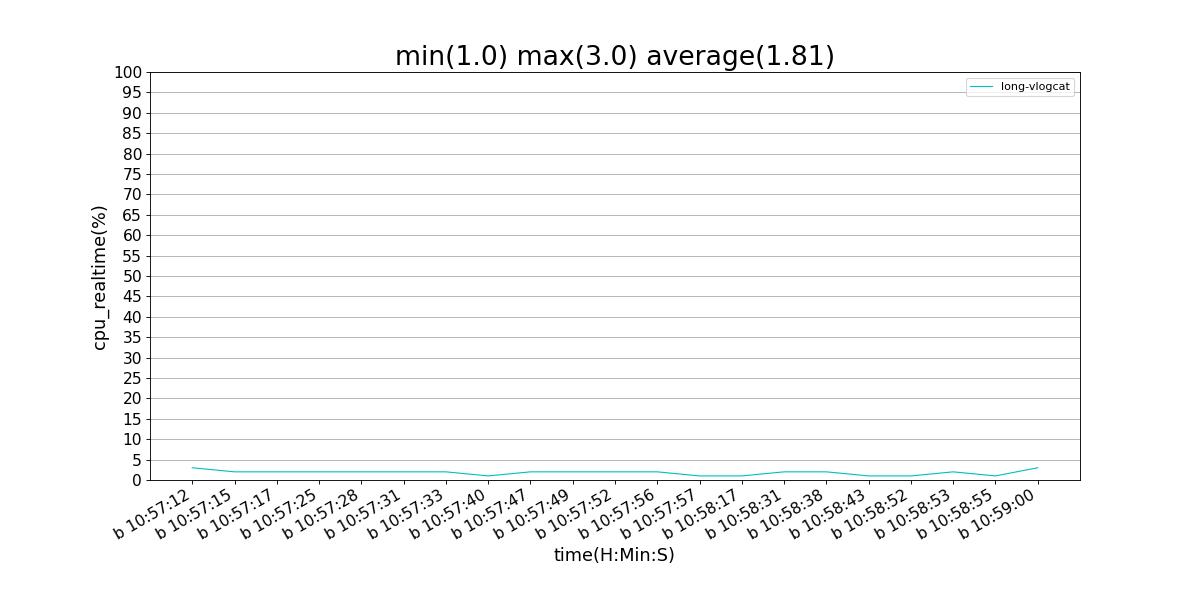 min(1.0) max(3.0) average(1.81)
long-vlogcat
100
95
90
85
80
75
70
65
60
55
50
45
40
35
30
25
20
15
10
5
0
cpu_realtime(%)
b 10:57:12
b 10:57:15
b 10:57:17
b 10:57:25
b 10:57:28
b 10:57:31
b 10:57:33
b 10:57:40
b 10:57:47
b 10:57:49
b 10:57:52
b 10:57:56
b 10:57:57
b 10:58:17
b 10:58:31
b 10:58:38
b 10:58:43
b 10:58:52
b 10:58:53
b 10:58:55
b 10:59:00
time(H:Min:S)